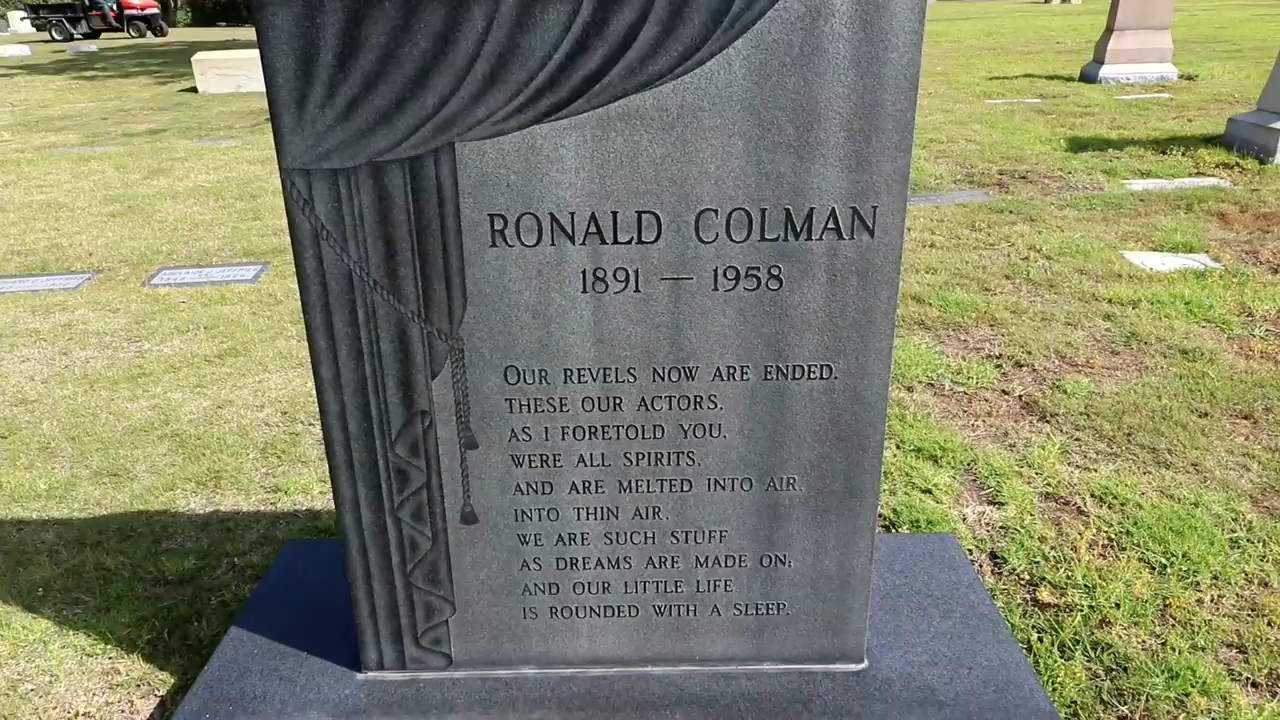 RONALD COLMAN
1891 — 1958
OUR REVELS NOW ARE ENDED.
THESE OUR ACTORS,
AS I FORETOLD YOU,
WERE ALL SPIRITS,
AND ARE MELTED INTO AIR,
INTO THIN AIR.
WE ARE SUCH STUFF
AS DREAMS ARE MADE ON;
AND OUR LITTLE LIFE
IS ROUNDED WITH A SLEEP.